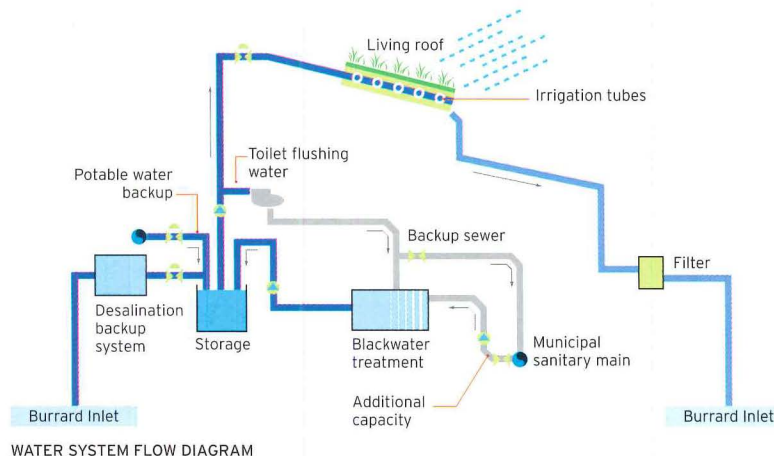 Living roof
Irrigation tubes
Toilet flushing
water
Potable water
backup
Backup sewer
Filter
Desalination
backup
system
Storage
Blackwater
treatment
Municipal
sanitary main
Additional
capacity
Burrard Inlet
Burrard Inlet
WATER SYSTEM FLOW DIAGRAM